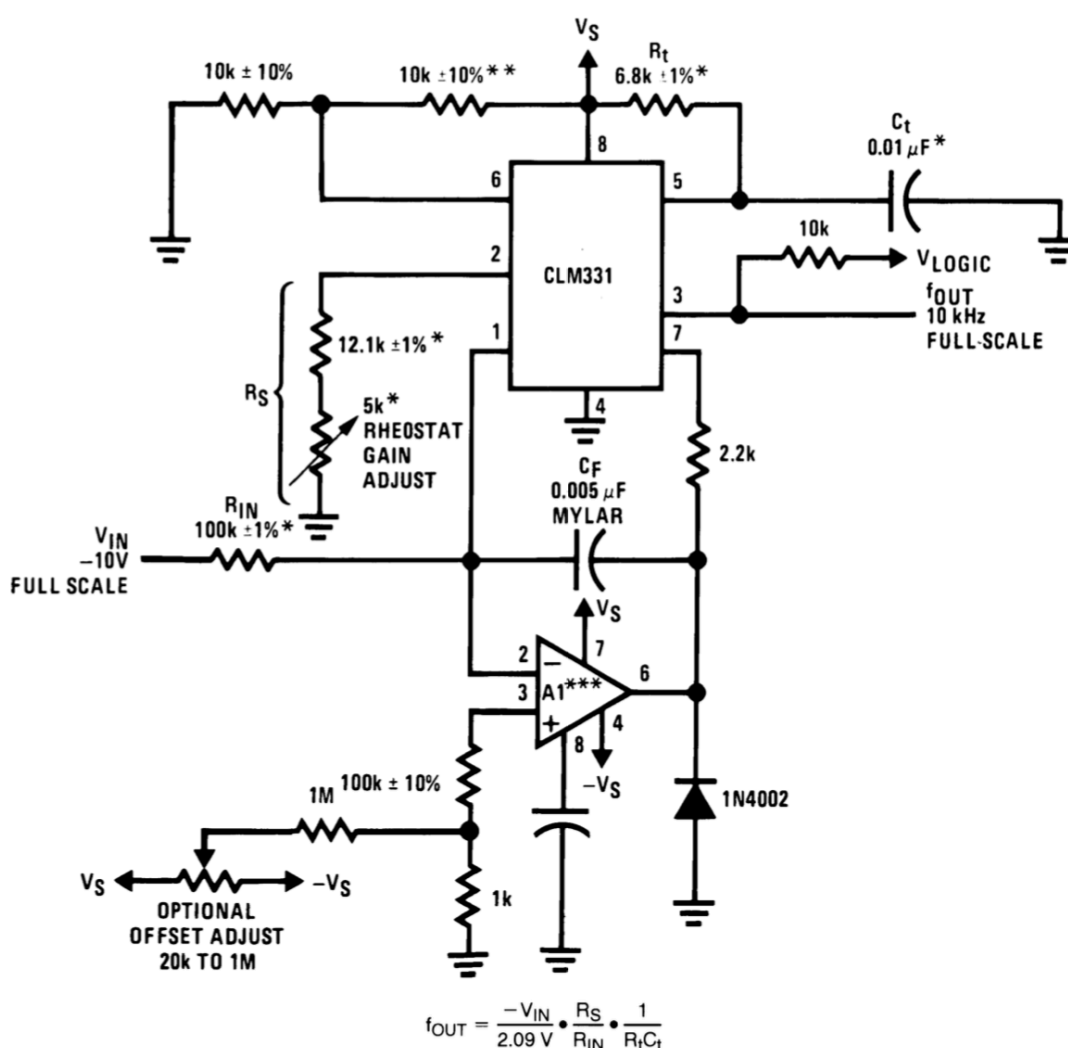 VS
10k ± 10%
10k ±10%**
Rt
6.8k ±1%*
Ct
0.01 µF*
8
6
5
10k
2
CLM331
VLOGIC
3
fOUT
10 kHz
FULL-SCALE
1
7
12.1k ±1%*
RS
5k*
RHEOSTAT
GAIN
ADJUST
4
2.2k
CF
0.005 µF
MYLAR
RIN
100k ±1%*
VIN
–10V
FULL SCALE
VS
7
2
–
6
3
A1***
+
4
8
–VS
100k ± 10%
1M
1N4002
VS
–VS
1k
OPTIONAL
OFFSET ADJUST
20k TO 1M
fOUT = –VIN / 2.09 V • RS / RIN • 1 / RtCt